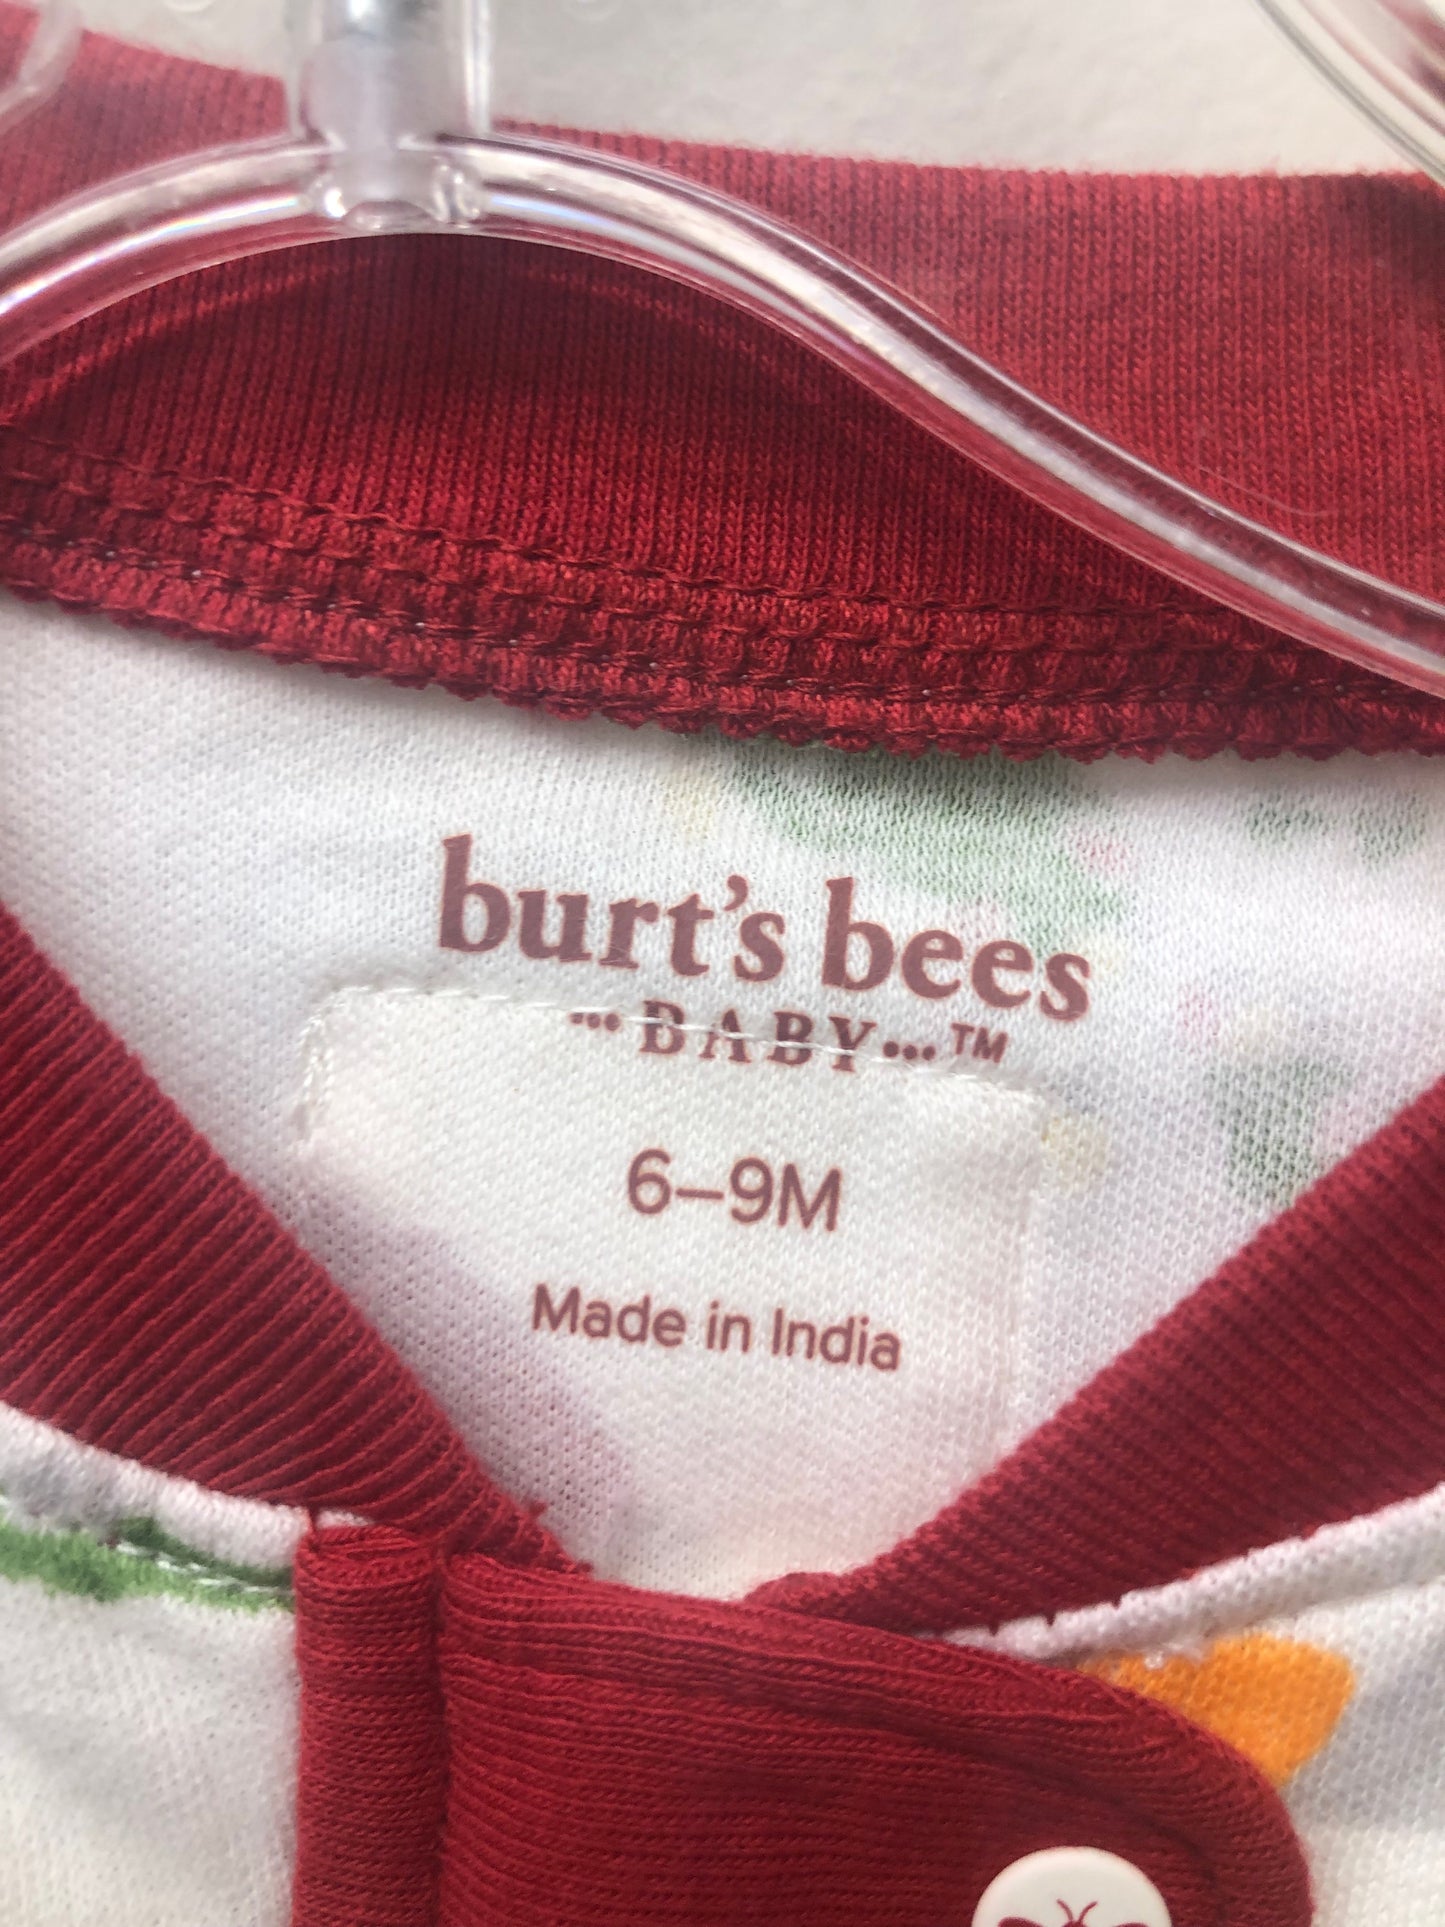 burt's bees
···BABY···™
6–9M
Made in India